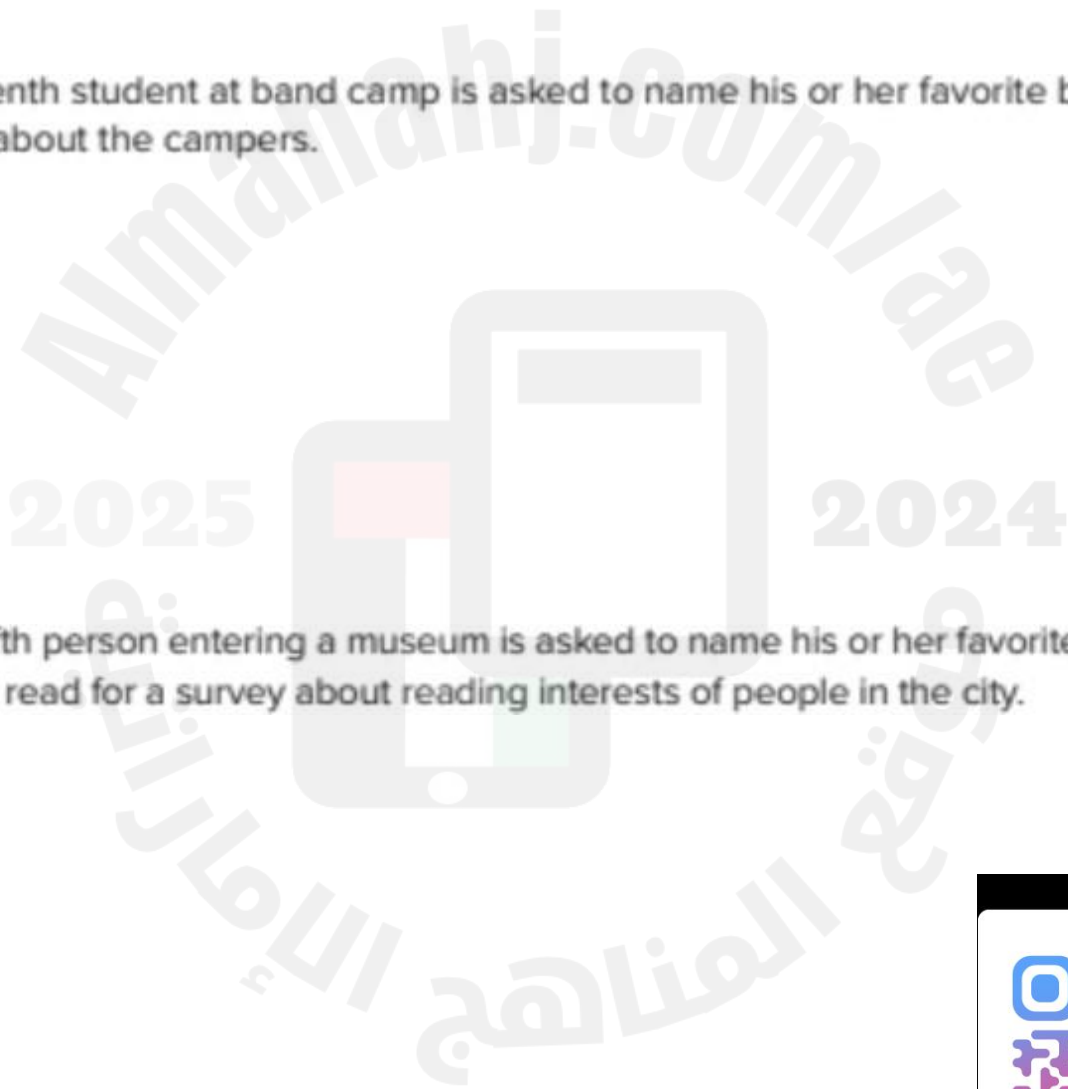 enth student at band camp is asked to name his or her favorite b
about the campers.
Almanahj.com/ae
2025
2024
fth person entering a museum is asked to name his or her favorite
read for a survey about reading interests of people in the city.
موقع
المناهج
الإماراتية